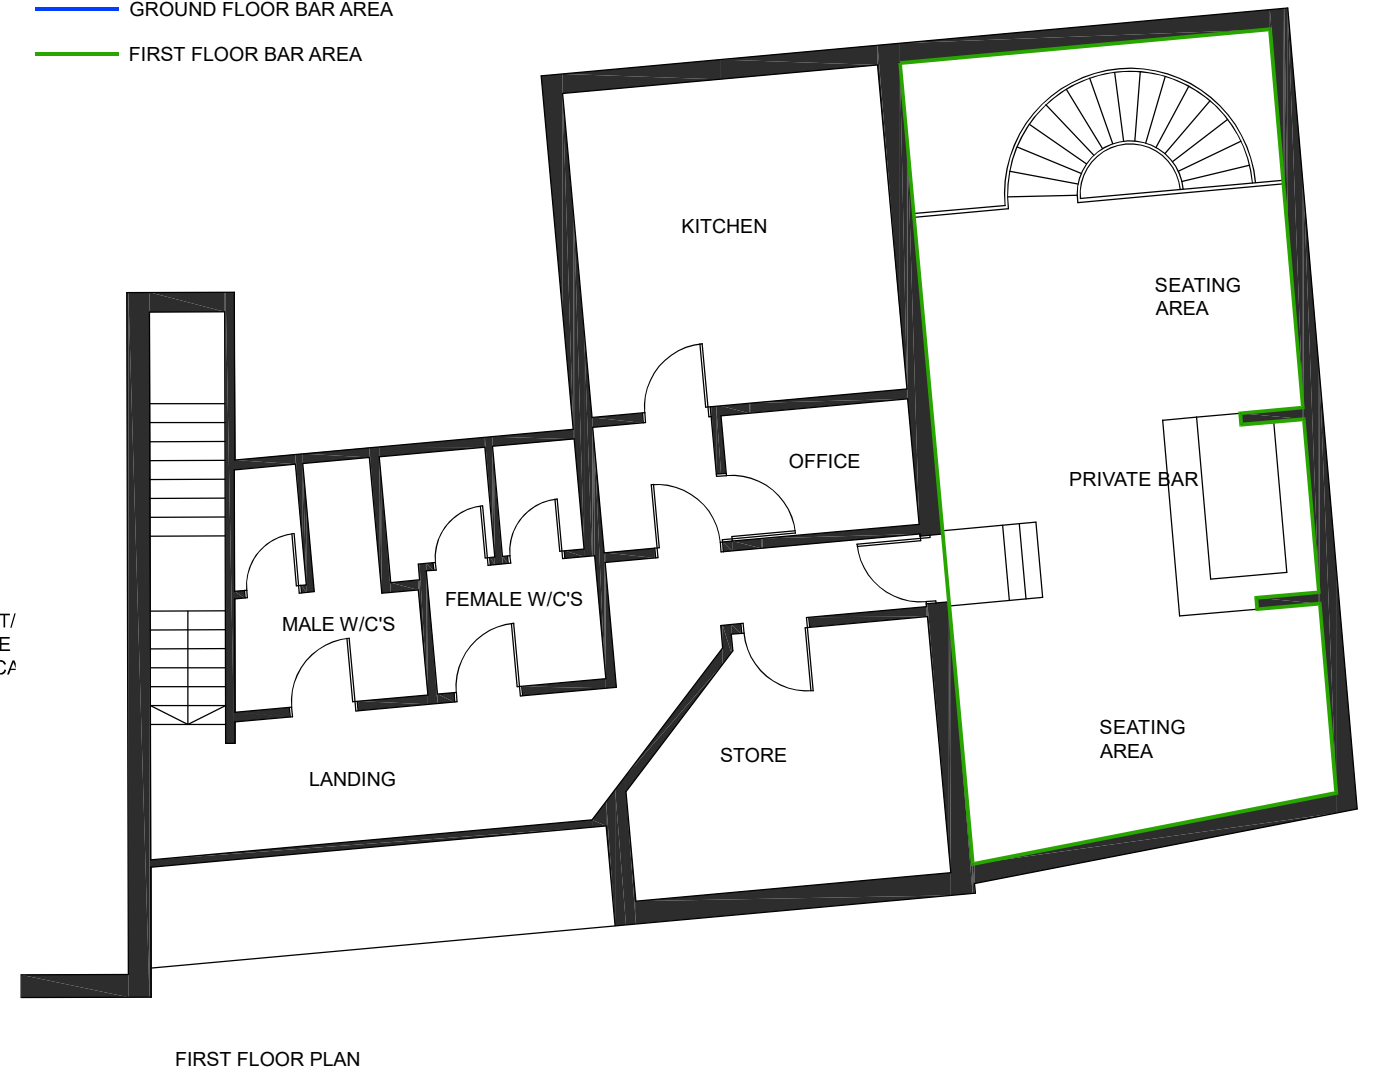 GROUND FLOOR BAR AREA
FIRST FLOOR BAR AREA
KITCHEN
SEATING
AREA
OFFICE
PRIVATE BAR
FEMALE W/C'S
MALE W/C'S
T/
E
CA
SEATING
AREA
STORE
LANDING
FIRST FLOOR PLAN